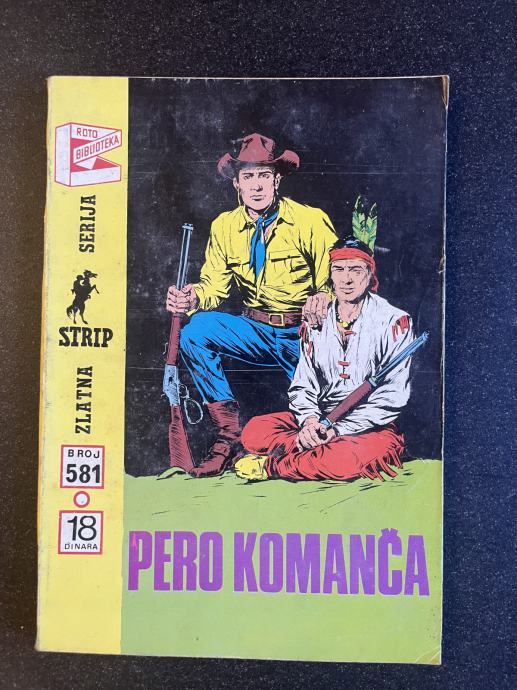 ROTO
BIBLIOTEKA
ZLATNA STRIP SERIJA
BROJ
581
18
DINARA
PERO KOMANČA